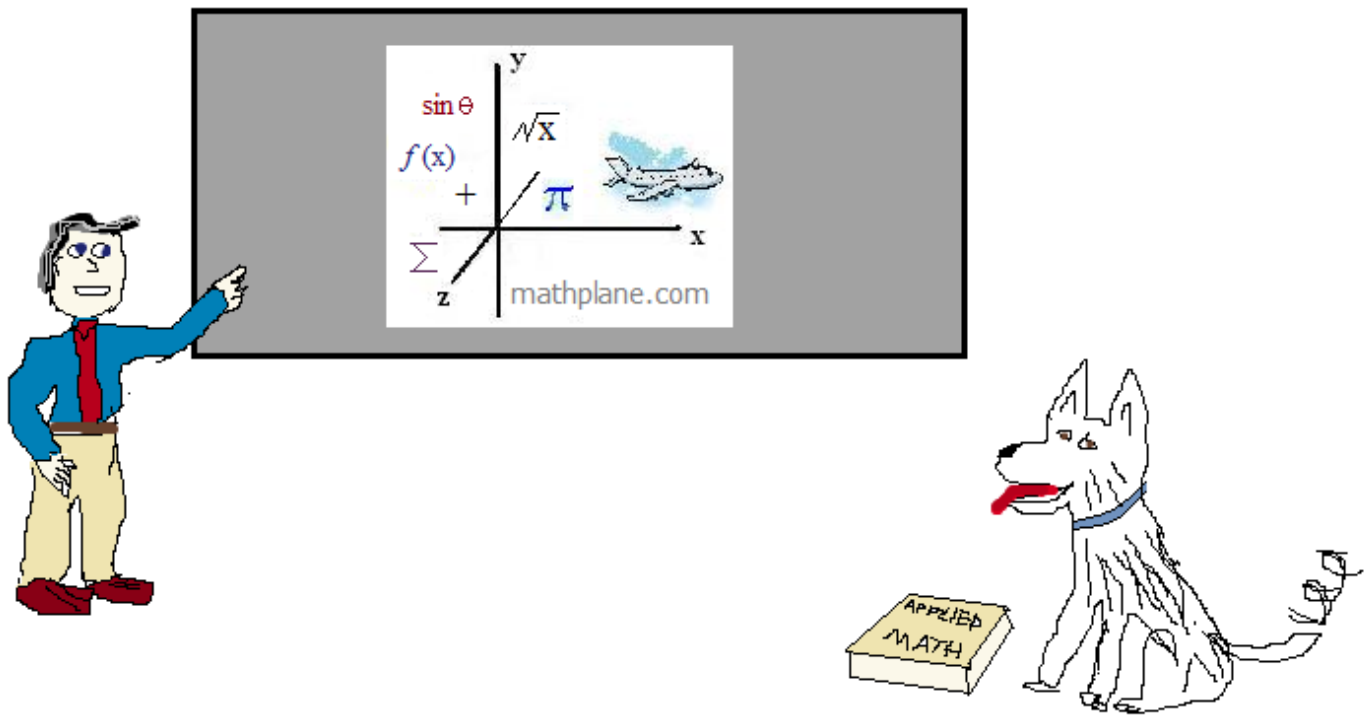 y
sin θ
√x
f(x)
+
π
x
Σ
z
mathplane.com
APPLIED
MATH